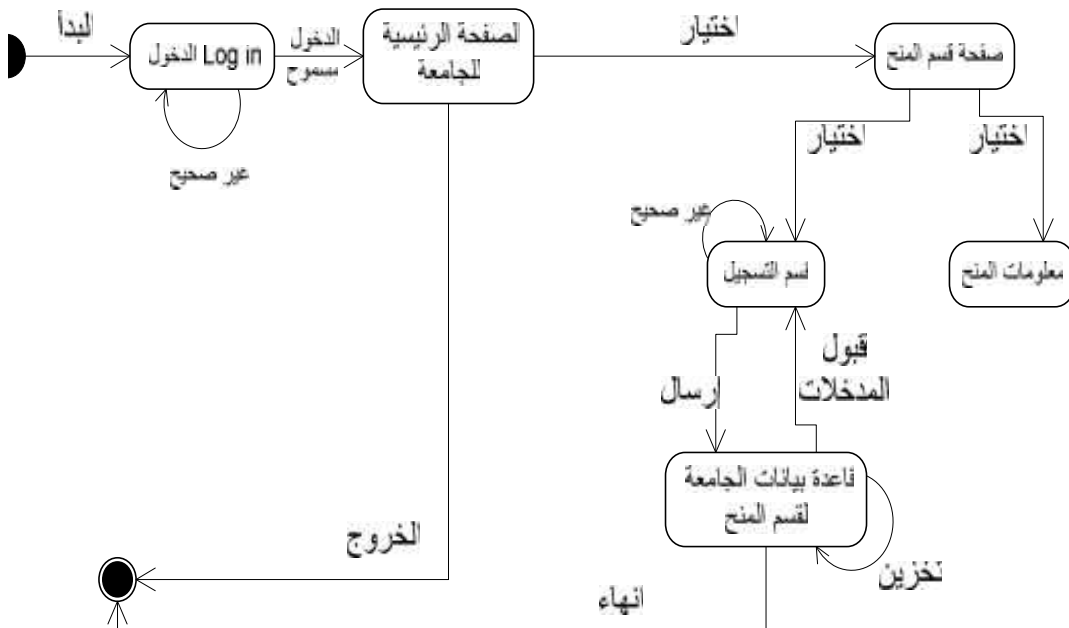 البدأ
الدخول Log in
الدخول
مسموح
الصفحة الرئيسية
للجامعة
اختيار
صفحة قسم المنح
غير صحيح
اختيار
اختيار
غير صحيح
قسم التسجيل
معلومات المنح
إرسال
قبول
المدخلات
قاعدة بيانات الجامعة
لقسم المنح
تخزين
الخروج
انهاء